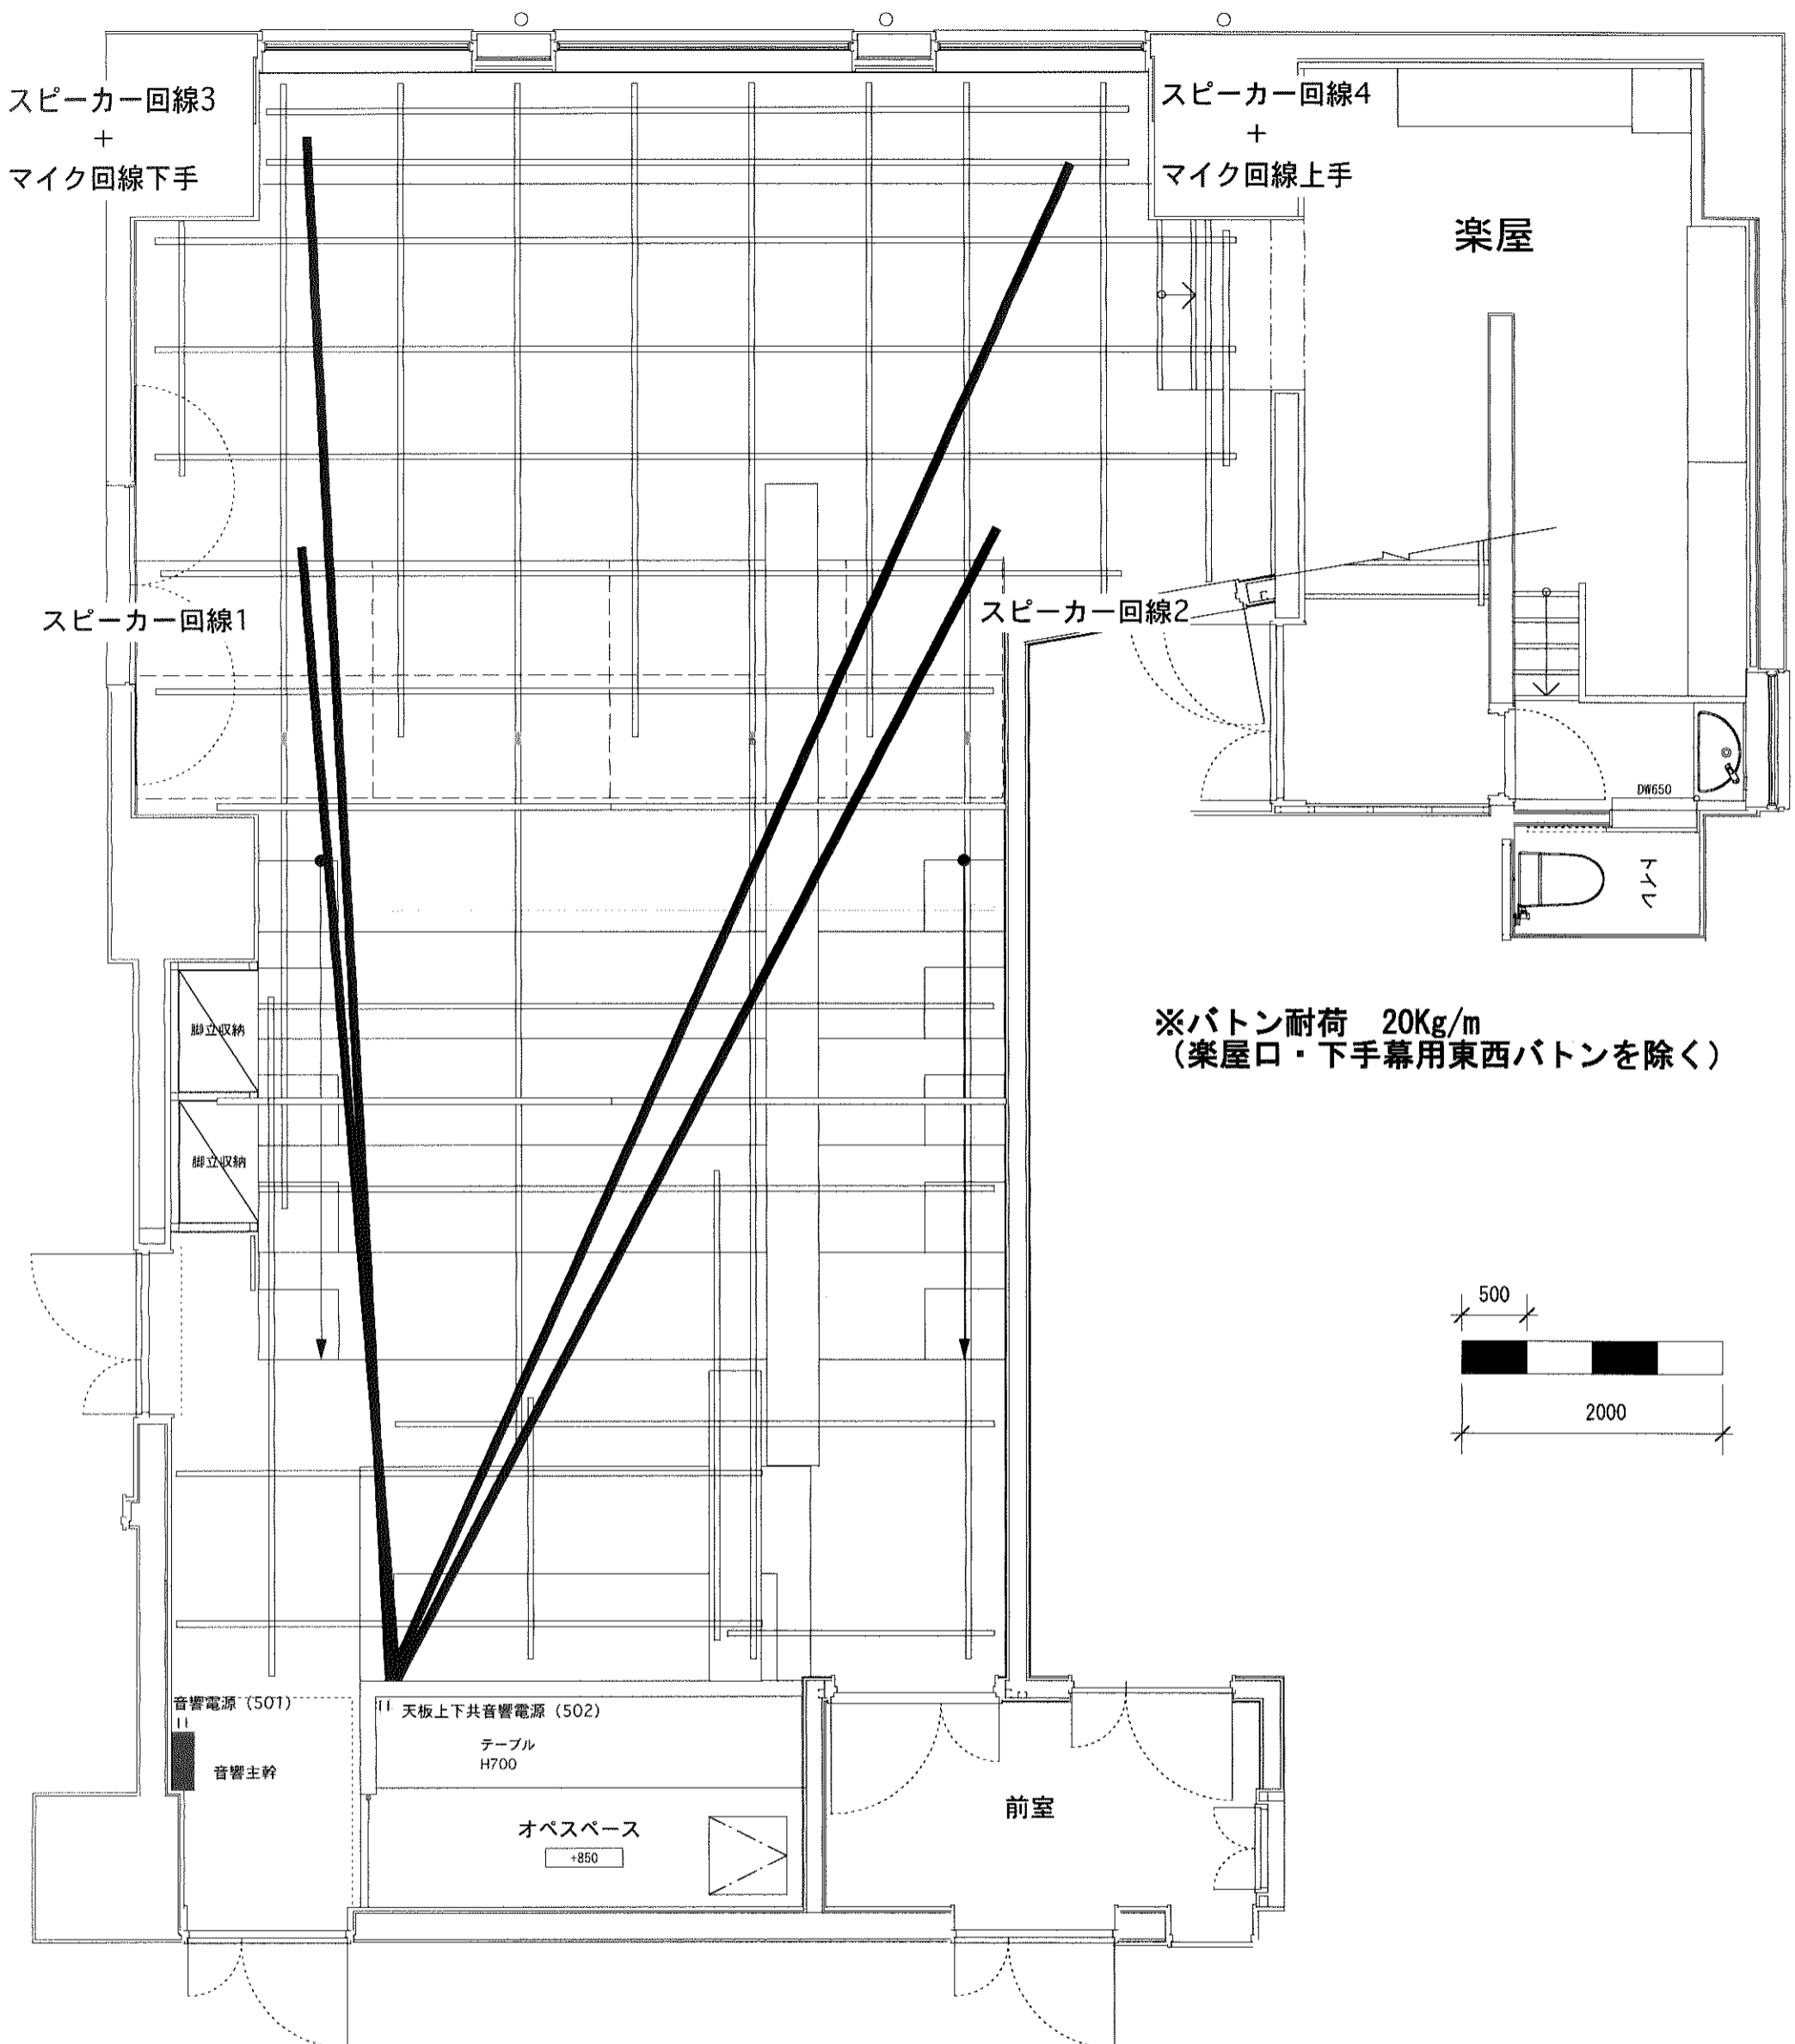 スピーカー回線3
+
マイク回線下手
スピーカー回線4
+
マイク回線上手
楽屋
スピーカー回線1
スピーカー回線2
DW650
トイレ
脚立収納
脚立収納
※バトン耐荷 20Kg/m
(楽屋口・下手幕用東西バトンを除く)
500
2000
音響電源(501)
天板上下共音響電源(502)
テーブル
H700
音響主幹
オペスペース
+850
前室